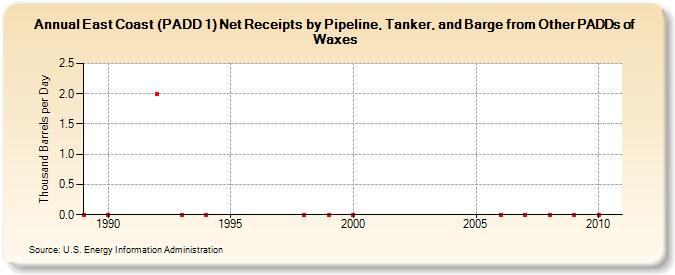 Annual East Coast (PADD 1) Net Receipts by Pipeline, Tanker, and Barge from Other PADDs of
Waxes
Thousand Barrels per Day
2.5
2.0
1.5
1.0
0.5
0.0
1990
1995
2000
2005
2010
Source: U.S. Energy Information Administration